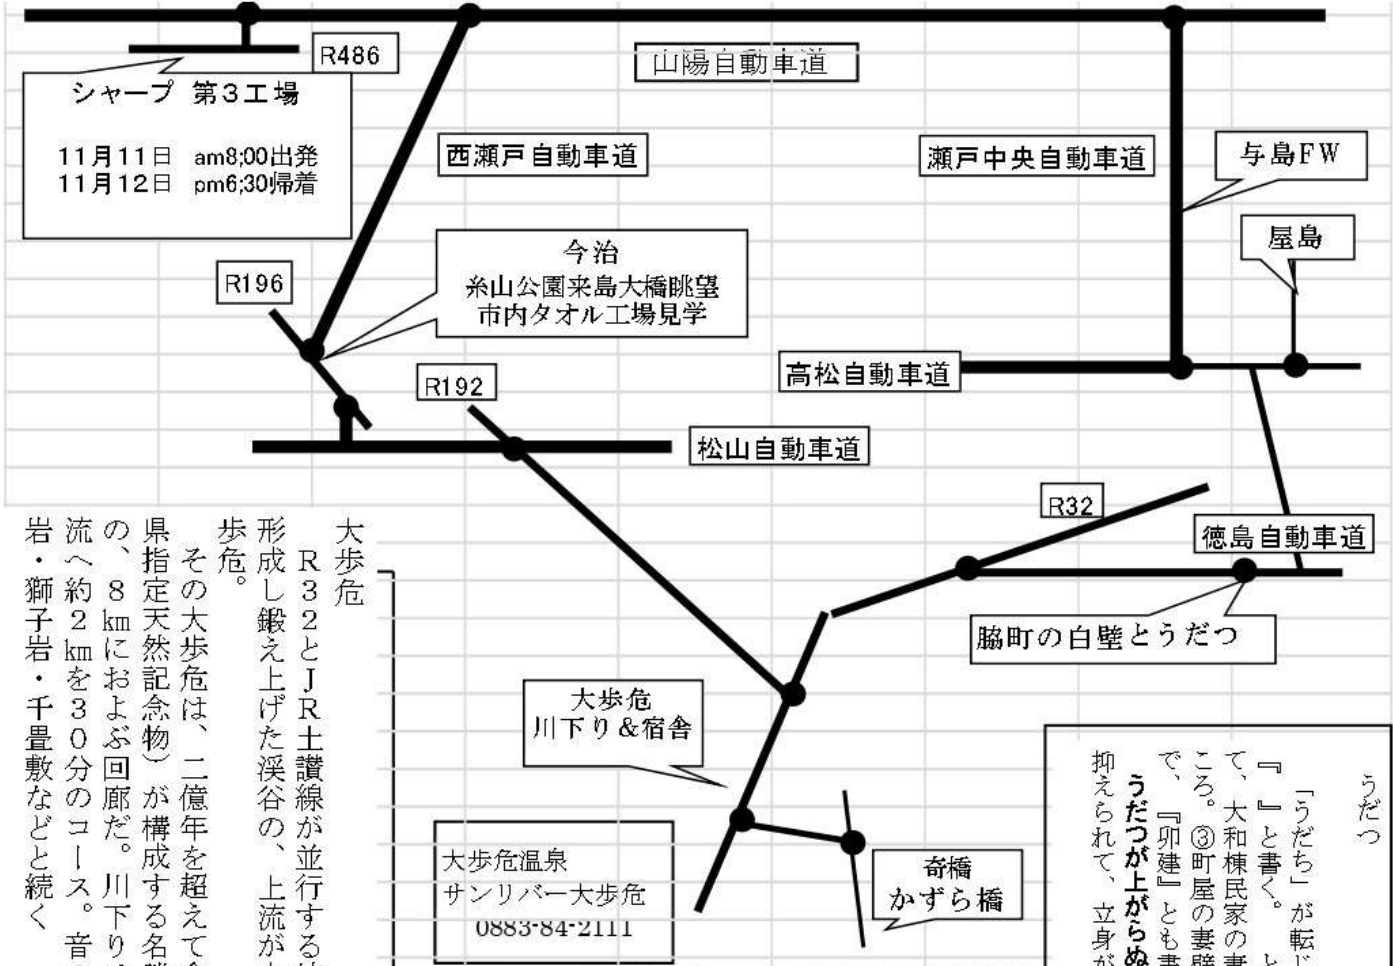 R486
山陽自動車道
シャープ 第3工場
11月11日 am8;00出発
11月12日 pm6;30帰着
西瀬戸自動車道
瀬戸中央自動車道
与島FW
屋島
R196
今治
糸山公園来島大橋眺望
市内タオル工場見学
高松自動車道
R192
松山自動車道
R32
徳島自動車道
脇町の白壁とうだつ
大歩危
川下り&宿舎
大歩危温泉
サンリバー大歩危
0883-84-2111
奇橋
かずら橋
大歩危
R32とJR土讃線が並行する
形成し鍛え上げた渓谷の、上流が
歩危。
その大歩危は、二億年を超えて
県指定天然記念物)が構成する名
の、8㎞におよぶ回廊だ。川下り
流へ約2㎞を30分のコース。音
岩・獅子岩・千畳敷などと続く
うだつ
「うだち」が転じ
『 』と書く。
て、大和棟民家の妻
ころ。③町屋の妻壁
で、『卯建』とも書
うだつが上がらぬ
抑えられて、立身が